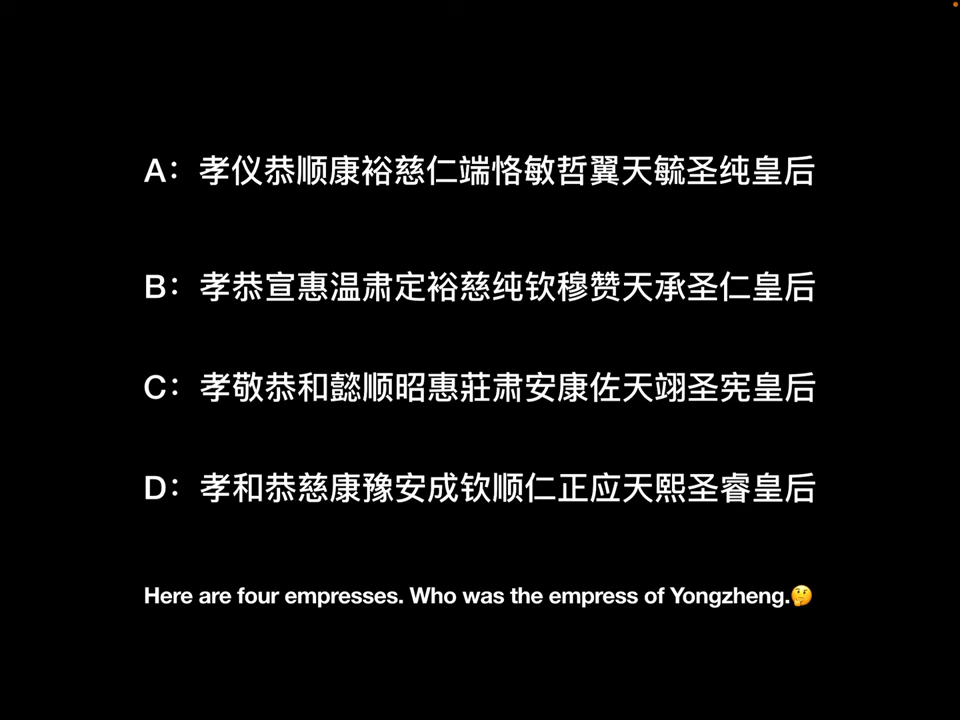 A：孝仪恭顺康裕慈仁端恪敏哲翼天毓圣纯皇后
B：孝恭宣惠温肃定裕慈纯钦穆赞天承圣仁皇后
C：孝敬恭和懿顺昭惠莊肃安康佐天翊圣宪皇后
D：孝和恭慈康豫安成钦顺仁正应天熙圣睿皇后
Here are four empresses. Who was the empress of Yongzheng.🤔